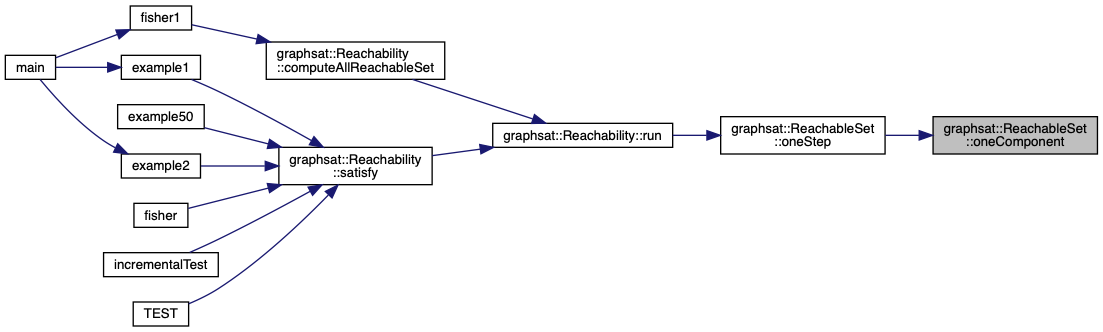 fisher1
main
example1
example50
example2
fisher
incrementalTest
TEST
graphsat::Reachability
::computeAllReachableSet
graphsat::Reachability
::satisfy
graphsat::Reachability::run
graphsat::ReachableSet
::oneStep
graphsat::ReachableSet
::oneComponent